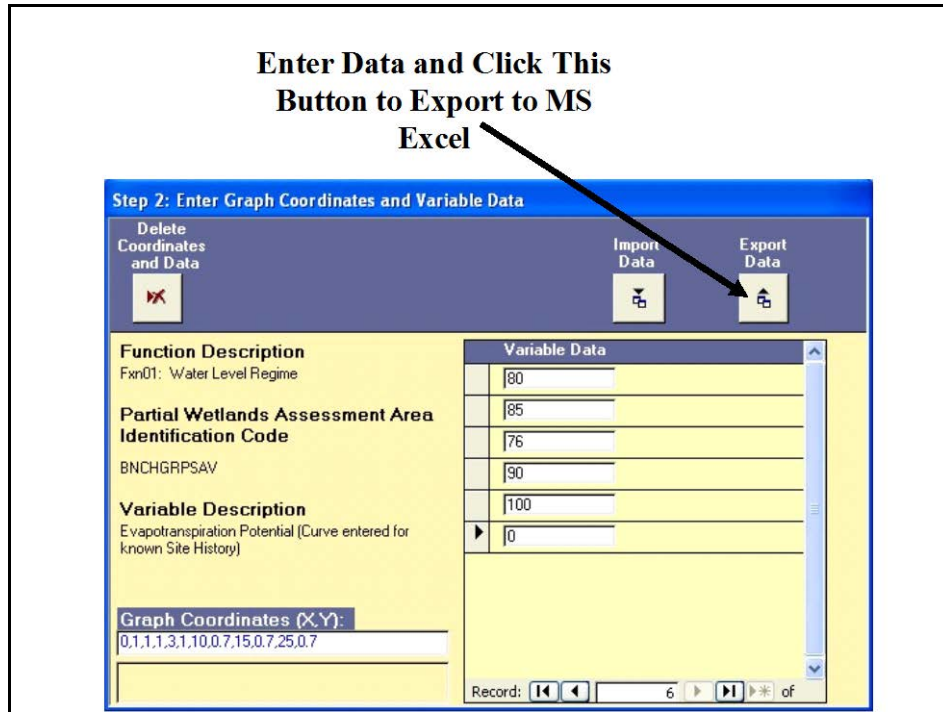 Enter Data and Click This
Button to Export to MS
Excel
Step 2: Enter Graph Coordinates and Variable Data
Delete
Coordinates
and Data
Import
Data
Export
Data
Function Description
Fxn01: Water Level Regime
Partial Wetlands Assessment Area
Identification Code
BNCHGRPSAV
Variable Description
Evapotranspiration Potential (Curve entered for
known Site History)
Graph Coordinates (X,Y):
0,1,1,1,3,1,10,0.7,15,0.7,25,0.7
Variable Data
80
85
76
90
100
0
Record: 6 of